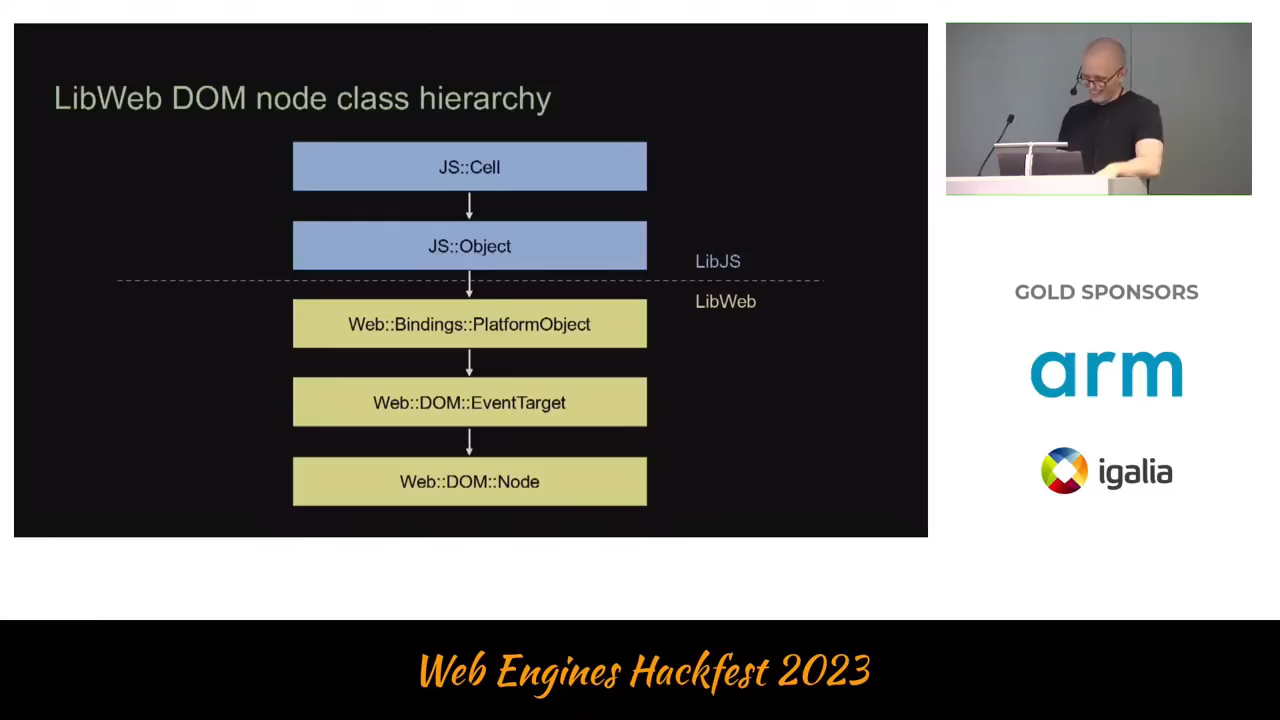 LibWeb DOM node class hierarchy
JS::Cell
JS::Object
LibJS
LibWeb
Web::Bindings::PlatformObject
Web::DOM::EventTarget
Web::DOM::Node
GOLD SPONSORS
arm
igalia
Web Engines Hackfest 2023